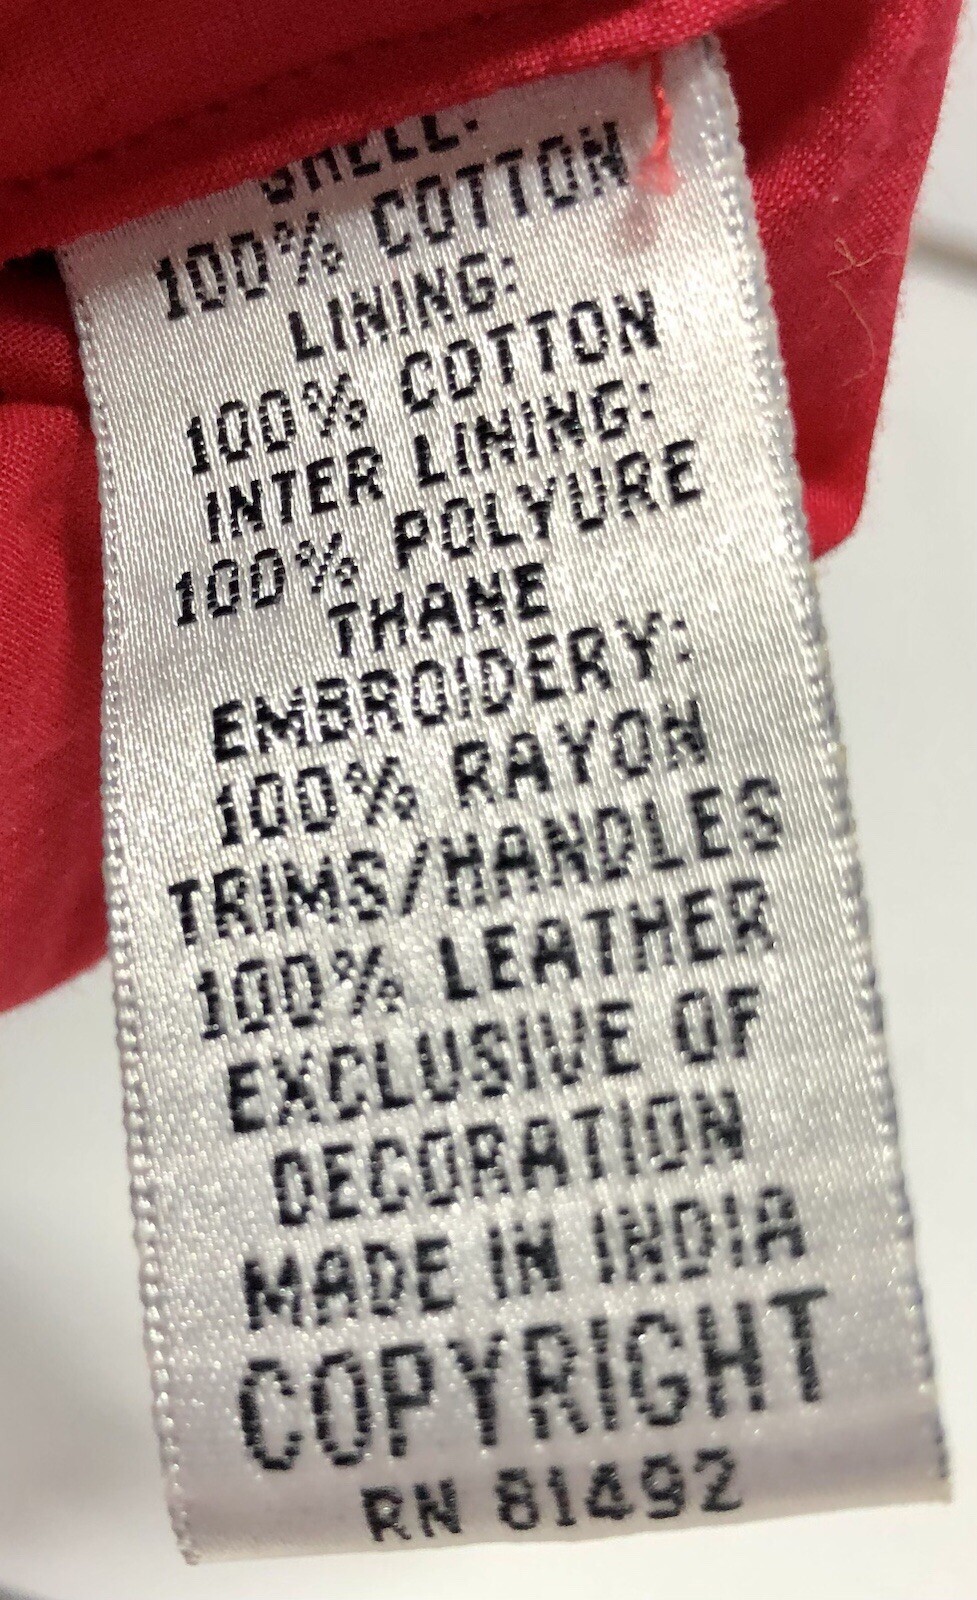 SHELL:
100% COTTON
LINING:
100% COTTON
INTER LINING:
100% POLYURE
THANE
EMBROIDERY:
100% RAYON
TRIMS/HANDLES
100% LEATHER
EXCLUSIVE OF
DECORATION
MADE IN INDIA
COPYRIGHT
RN 81492